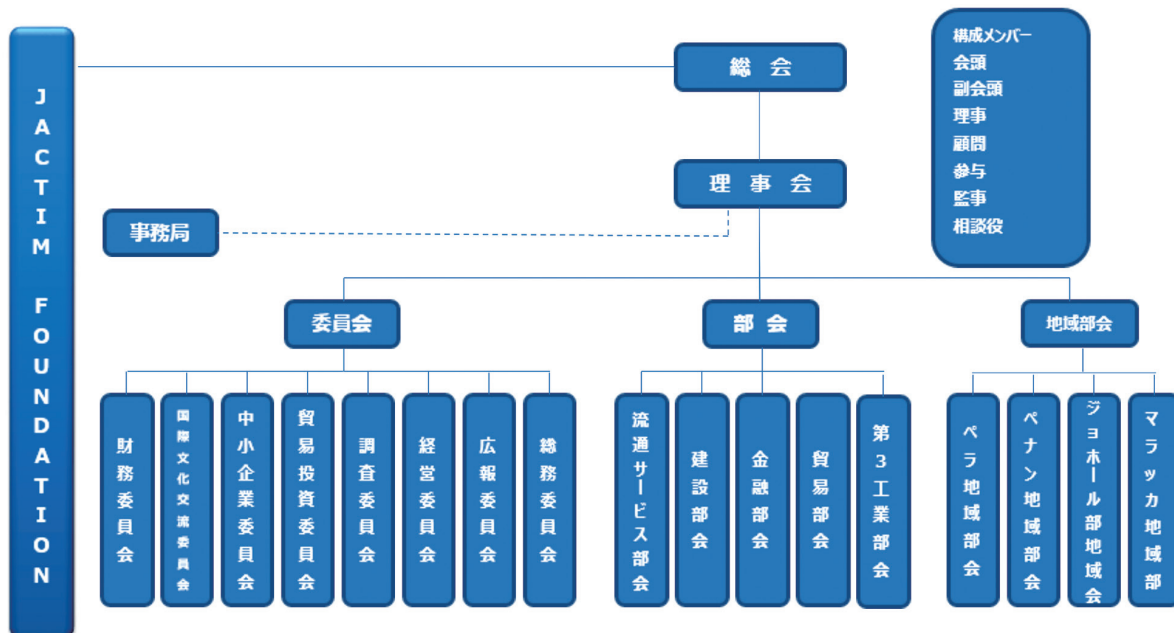 JACTIM FOUNDATION
総会
構成メンバー
会頭
副会頭
理事
顧問
参与
監事
相談役
理事会
事務局
委員会
部会
地域部会
財務委員会
国際文化交流委員会
中小企業委員会
貿易投資委員会
調査委員会
経営委員会
広報委員会
総務委員会
流通サービス部会
建設部会
金融部会
貿易部会
第3工業部会
ペラ地域部会
ペナン地域部会
ジョホール部地域会
マラッカ地域部